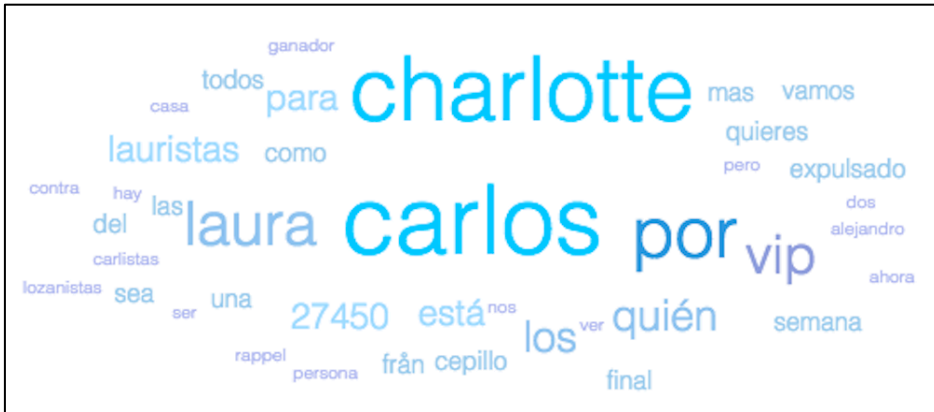 ganador
todos para charlotte mas vamos
casa
quieres
lauristas como
pero expulsado
contra hay las laura carlos por vip dos
del alejandro
carlistas
lozanistas sea ser una 27450 está nos los ver quién semana ahora
rappel
persona från cepillo
final